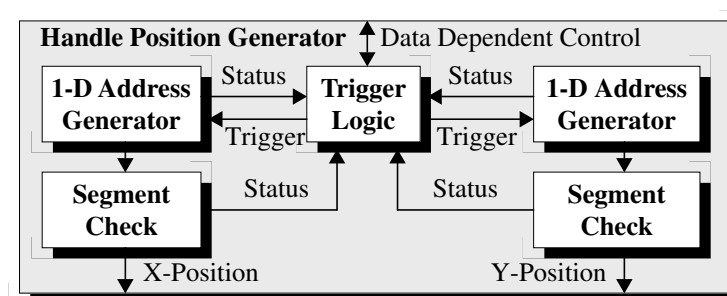 Handle Position Generator Data Dependent Control
1-D Address Generator
Status
Trigger Logic
Status
1-D Address Generator
Trigger
Trigger
Segment Check
Status
Status
Segment Check
X-Position
Y-Position